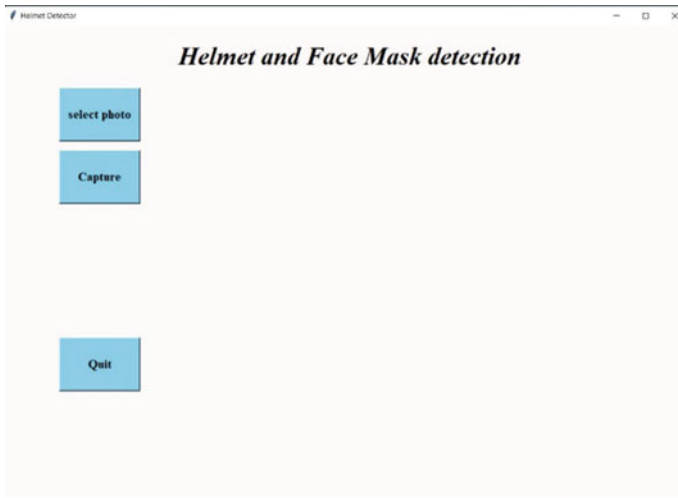 Helmet Detector
Helmet and Face Mask detection
select photo
Capture
Quit